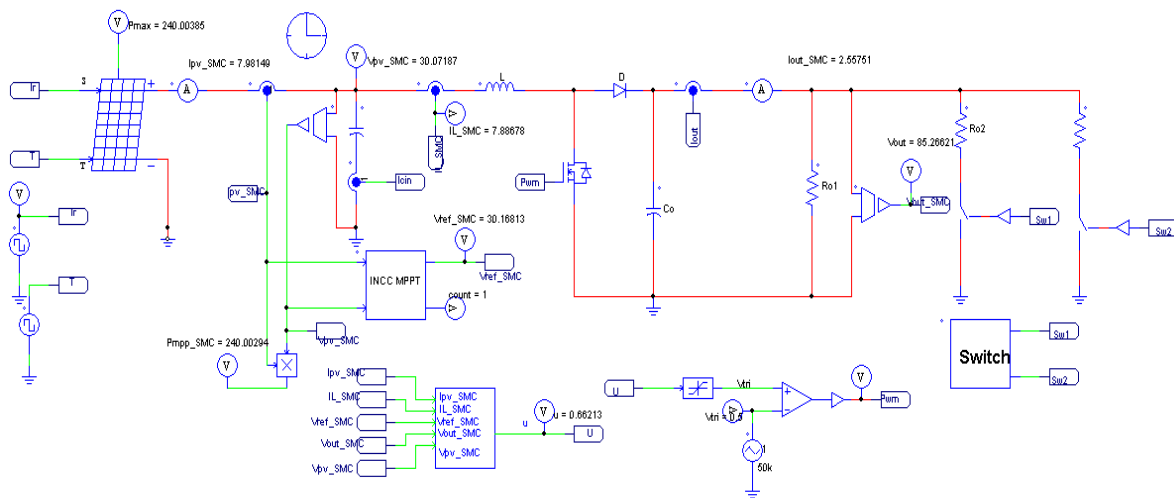 Pmax = 240.00385
V
Ipv_SMC = 7.98149
Vpv_SMC = 30.07187
V
Iout_SMC = 2.55751
Ir
S
+
A
L
D
A
IL_SMC = 7.88678
IL_SMC
Iout
Ro2
Vout = 85.26621
V
T
T
-
Icin
Pwm
Co
Ro1
Vout_SMC
Sw1
Sw2
V
Ir
T
pv_SMC
Vref_SMC = 30.16813
V
INCC MPPT
Vref_SMC
count = 1
Vpv_SMC
Pmpp_SMC = 240.00294
V
X
Switch
Sw1
Sw2
Ipv_SMC
IL_SMC
Vref_SMC
Vout_SMC
Vpv_SMC
Ipv_SMC
IL_SMC
Vref_SMC
Vout_SMC
Vpv_SMC
u
V
u = 0.66213
U
U
Vtri
+
-
V
Pwm
1
50k